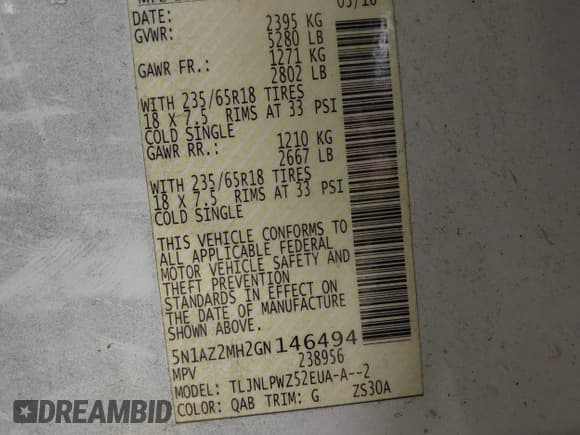 DATE:
GVWR: 2395 KG
5280 LB
GAWR FR.: 1271 KG
2802 LB
WITH 235/65R18 TIRES
18 X 7.5 RIMS AT 33 PSI
COLD SINGLE
GAWR RR.: 1210 KG
2667 LB
WITH 235/65R18 TIRES
18 X 7.5 RIMS AT 33 PSI
COLD SINGLE
THIS VEHICLE CONFORMS TO
ALL APPLICABLE FEDERAL
MOTOR VEHICLE SAFETY AND
THEFT PREVENTION
STANDARDS IN EFFECT ON
THE DATE OF MANUFACTURE
SHOWN ABOVE.
5N1AZ2MH2GN146494
MPV 238956
MODEL: TLJNLPWZ52EUA-A--2
COLOR: QAB TRIM: G ZS30A
DREAMBID